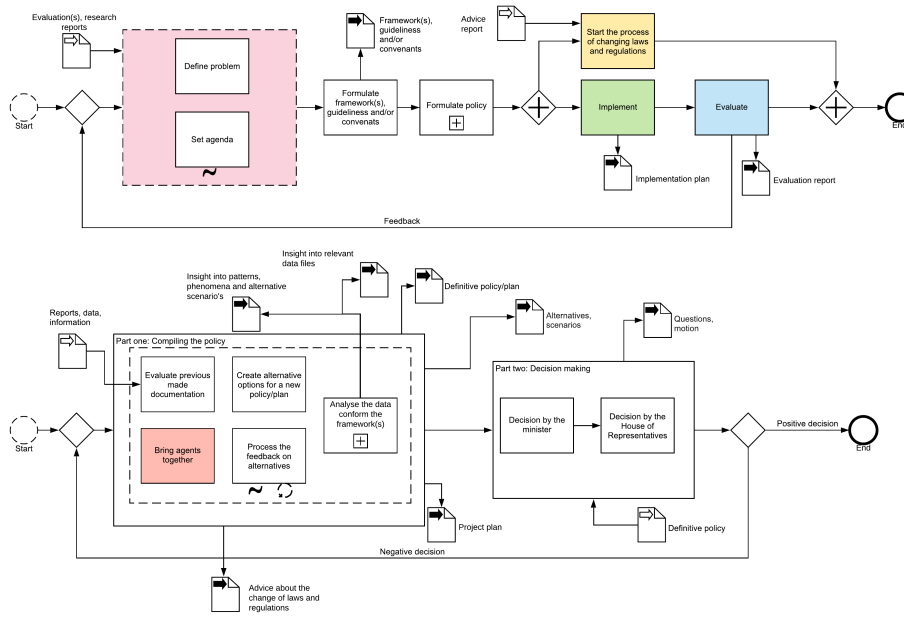 Evaluation(s), research
reports
Define problem
Set agenda
Start
Framework(s),
guideliness
and/or
convenants
Formulate
framework(s),
guideliness and/or
convenats
Formulate policy
Advice
report
Start the process
of changing laws
and regulations
Implement
Evaluate
Implementation plan
Evaluation report
End
Feedback
Insight into relevant
data files
Insight into patterns,
phenomena and alternative
scenario's
Definitive policy/plan
Reports, data,
information
Alternatives,
scenarios
Questions,
motion
Part one: Compiling the policy
Evaluate previous
made
documentation
Create alternative
options for a new
policy/plan
Analyse the data
conform the
framework(s)
Bring agents
together
Process the
feedback on
alternatives
Start
Part two: Decision making
Decision by the
minister
Decision by the
House of
Representatives
Positive decision
End
Project plan
Definitive policy
Negative decision
Advice about the
change of laws and
regulations